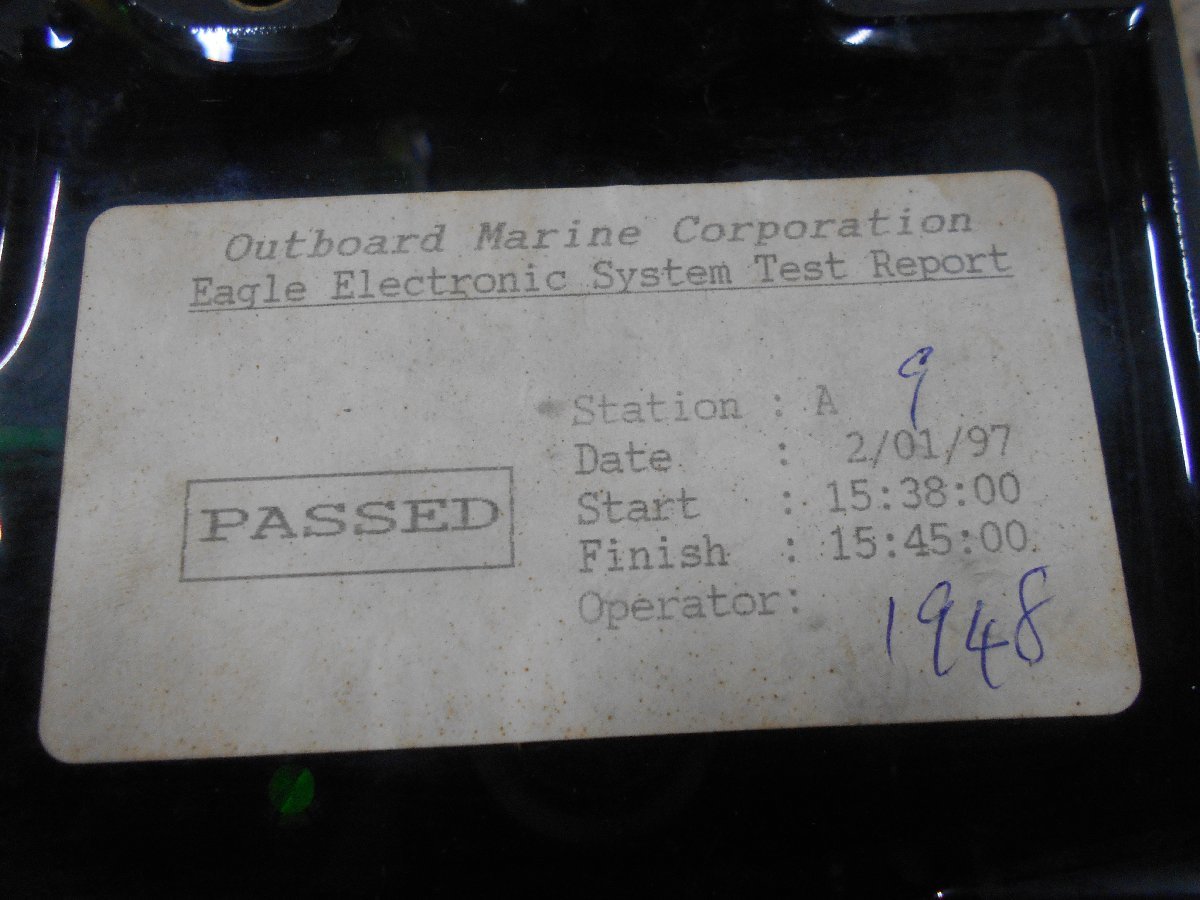 Outboard Marine Corporation
Eagle Electronic System Test Report
Station : A 9
Date : 2/01/97
Start : 15:38:00
PASSED
Finish : 15:45:00
Operator: 1948